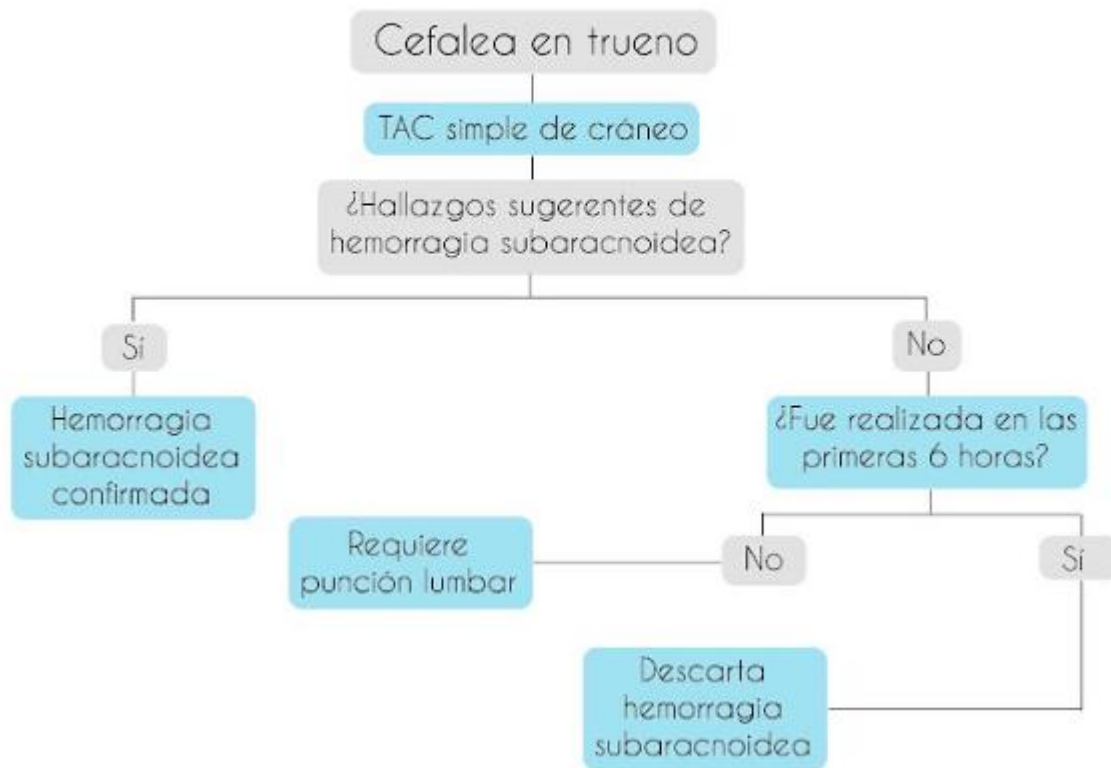 Cefalea en trueno
TAC simple de cráneo
¿Hallazgos sugerentes de
hemorragia subaracnoidea?
Sí
No
Hemorragia
subaracnoidea
confirmada
¿Fue realizada en las
primeras 6 horas?
Requiere
punción lumbar
No
Sí
Descarta
hemorragia
subaracnoidea